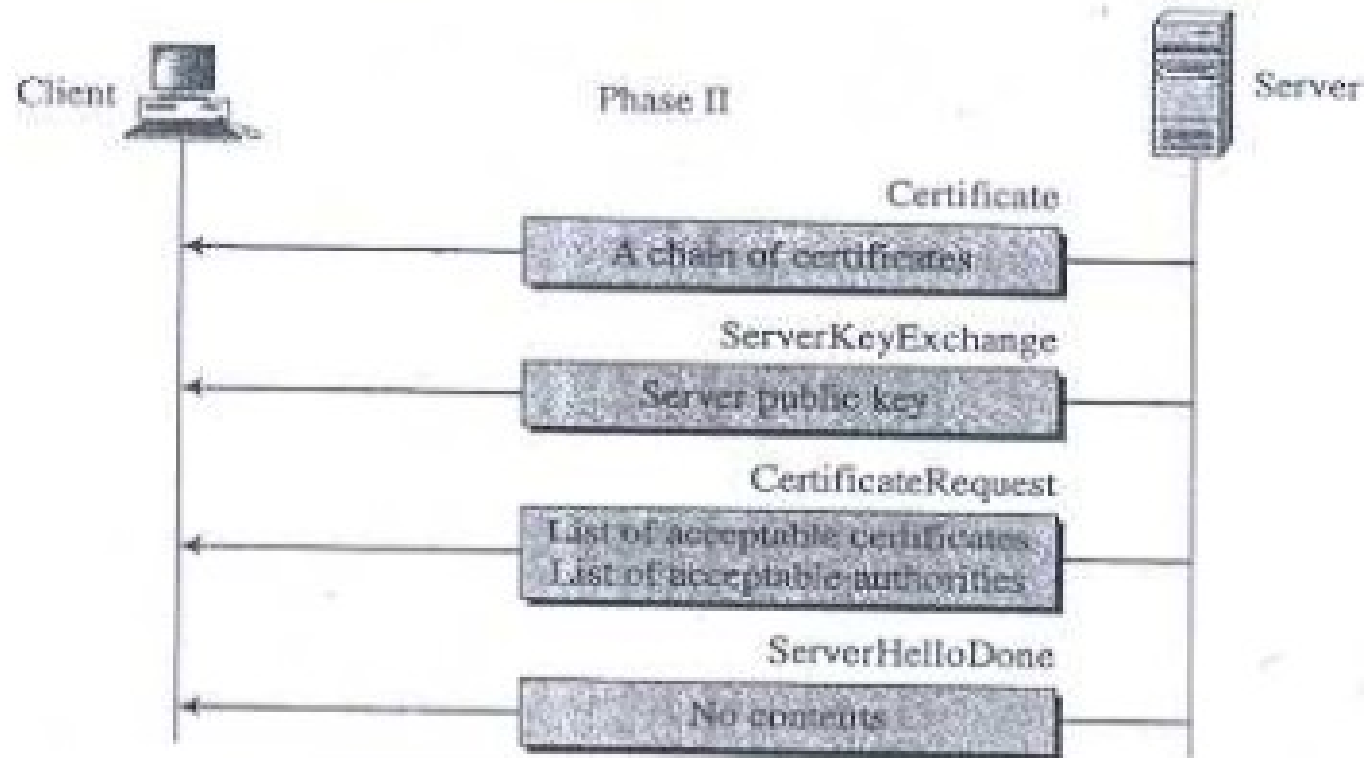 Client
Phase II
Server
Certificate
A chain of certificates
ServerKeyExchange
Server public key
CertificateRequest
List of acceptable certificates
List of acceptable authorities
ServerHelloDone
No contents